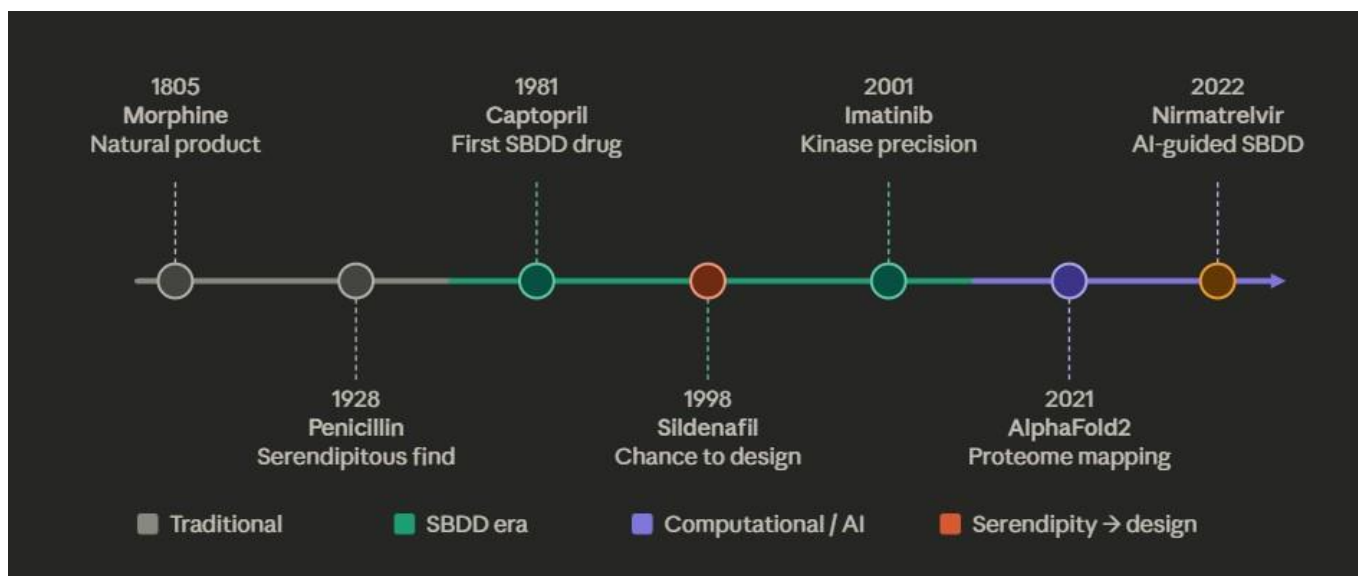 1805
Morphine
Natural product
1981
Captopril
First SBDD drug
2001
Imatinib
Kinase precision
2022
Nirmatrelvir
AI-guided SBDD
1928
Penicillin
Serendipitous find
1998
Sildenafil
Chance to design
2021
AlphaFold2
Proteome mapping
Traditional
SBDD era
Computational / AI
Serendipity → design